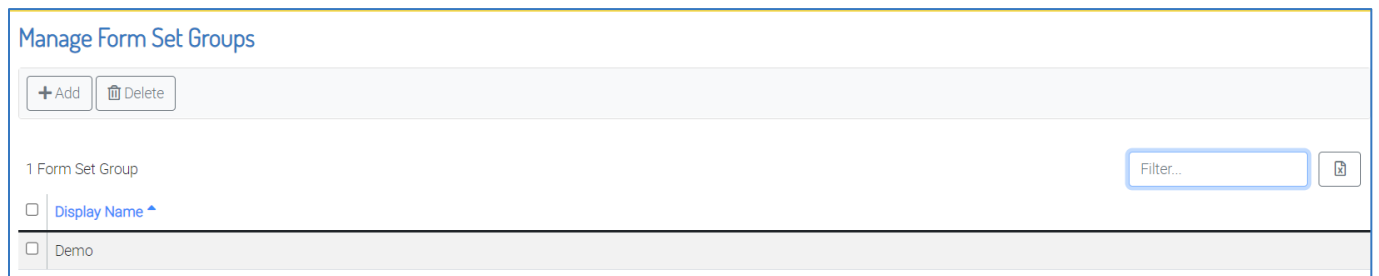 Manage Form Set Groups
Add Delete
1 Form Set Group Filter...
Display Name
Demo